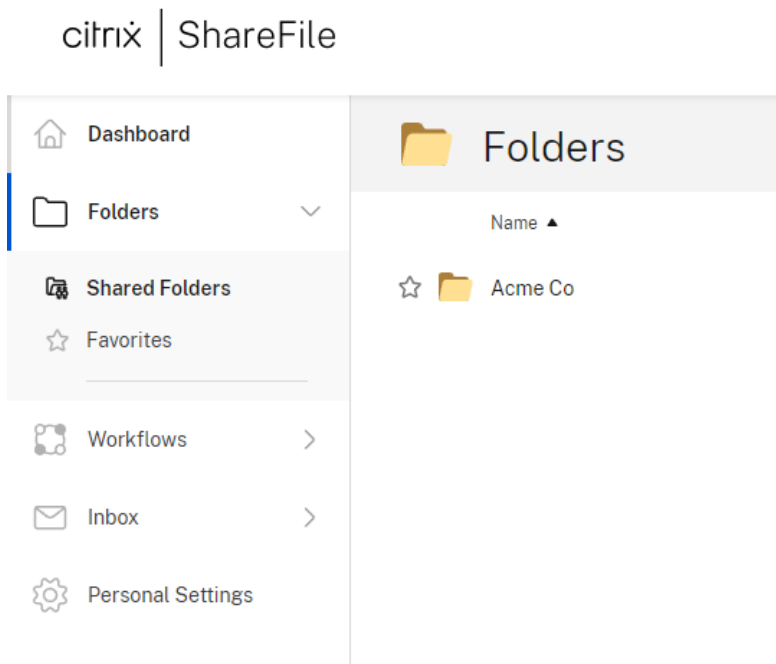 citrix | ShareFile
Dashboard
Folders
Shared Folders
Favorites
Workflows
Inbox
Personal Settings
Folders
Name ▲
Acme Co